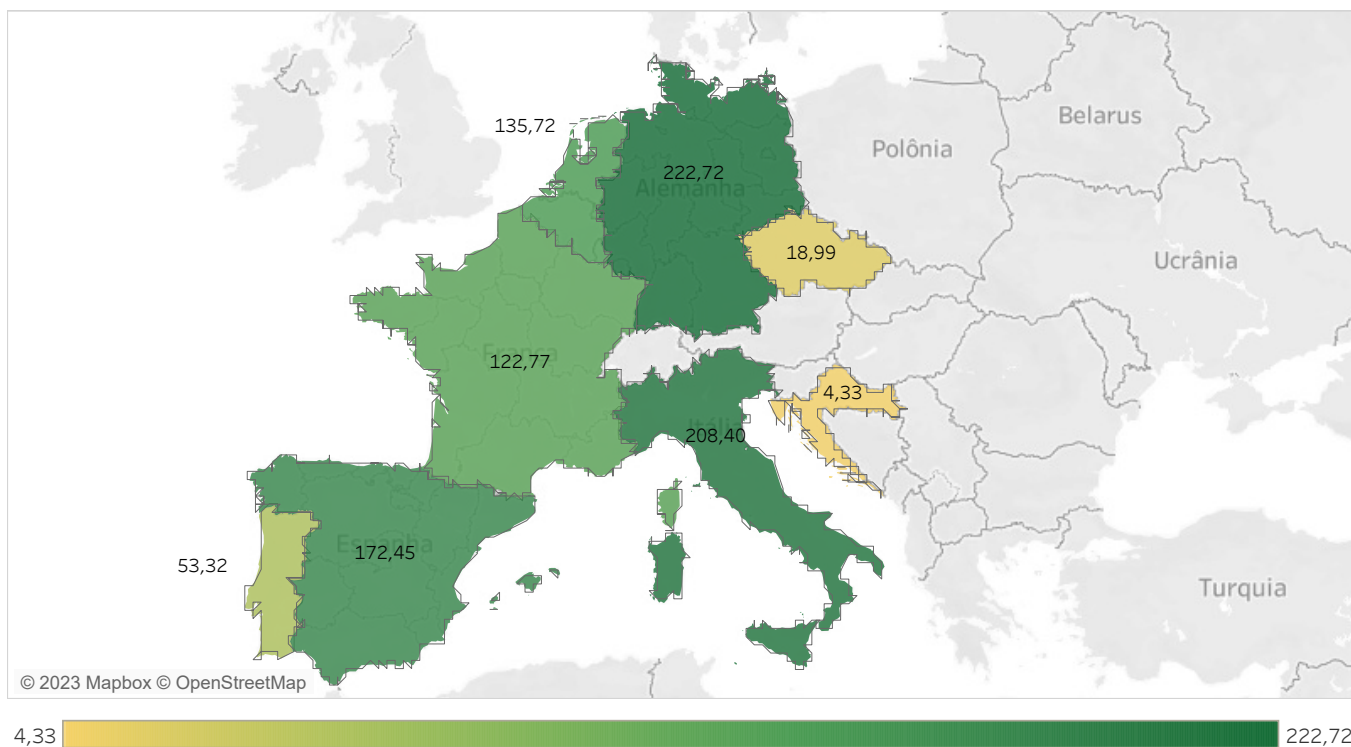 Belarus
135,72
Polônia
222,72
Alemanha
18,99
Ucrânia
França
122,77
4,33
Itália
208,40
Espanha
172,45
53,32
Turquia
© 2023 Mapbox © OpenStreetMap
4,33
222,72